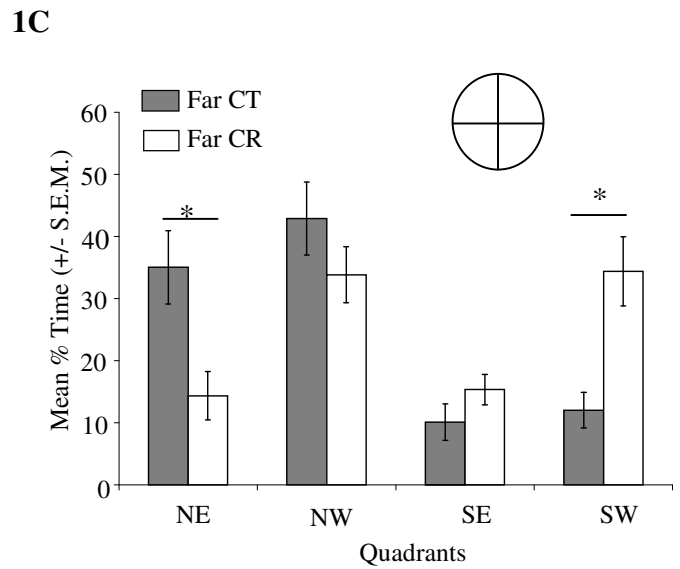 1C
Far CT
Far CR
Mean % Time (+/- S.E.M.)
60
50
40
30
20
10
0
*
*
NE NW SE SW
Quadrants